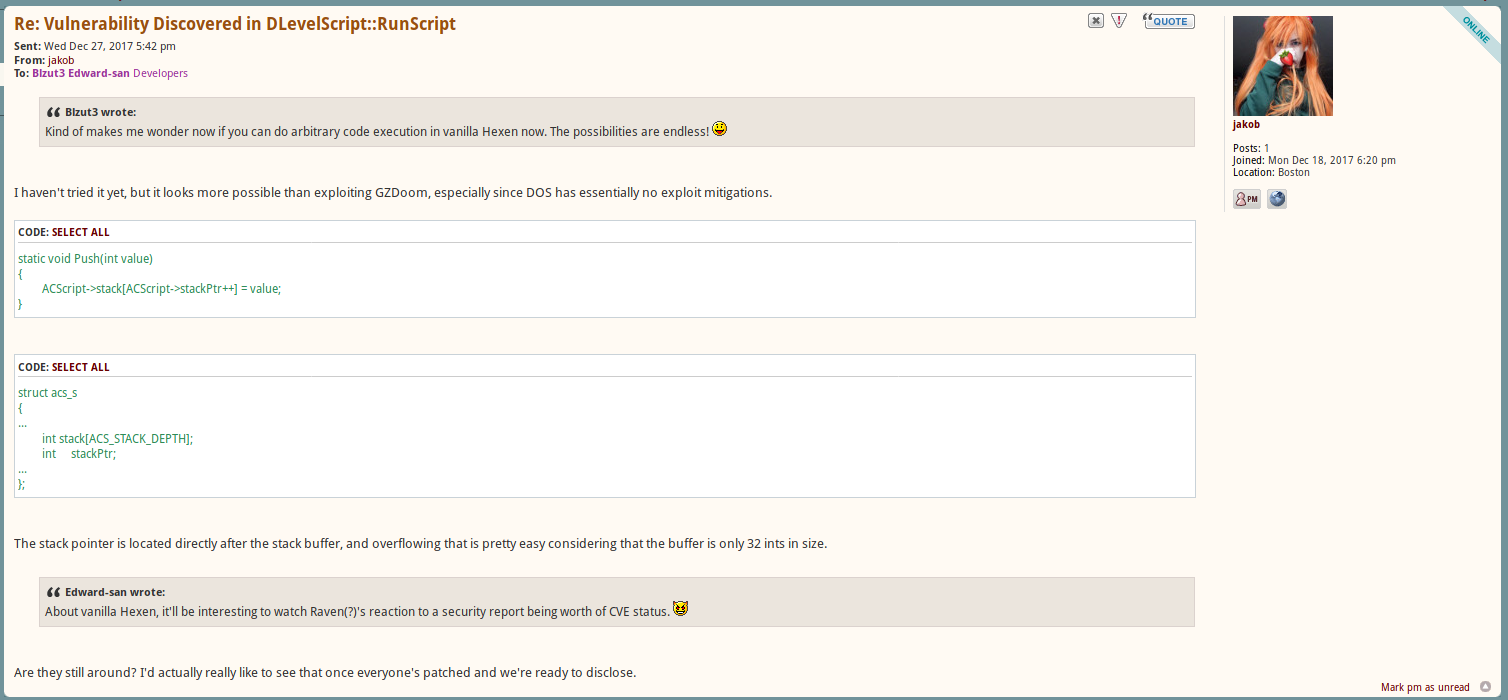 Re: Vulnerability Discovered in DLevelScript::RunScript
QUOTE
ONLINE
Sent: Wed Dec 27, 2017 5:42 pm
From: jakob
To: Blzut3 Edward-san Developers
Blzut3 wrote:
Kind of makes me wonder now if you can do arbitrary code execution in vanilla Hexen now. The possibilities are endless!
I haven't tried it yet, but it looks more possible than exploiting GZDoom, especially since DOS has essentially no exploit mitigations.
CODE: SELECT ALL
static void Push(int value)
{
ACScript->stack[ACScript->stackPtr++] = value;
}
CODE: SELECT ALL
struct acs_s
{
...
int stack[ACS_STACK_DEPTH];
int stackPtr;
...
};
The stack pointer is located directly after the stack buffer, and overflowing that is pretty easy considering that the buffer is only 32 ints in size.
Edward-san wrote:
About vanilla Hexen, it'll be interesting to watch Raven(?)'s reaction to a security report being worth of CVE status.
Are they still around? I'd actually really like to see that once everyone's patched and we're ready to disclose.
jakob
Posts: 1
Joined: Mon Dec 18, 2017 6:20 pm
Location: Boston
PM
Mark pm as unread